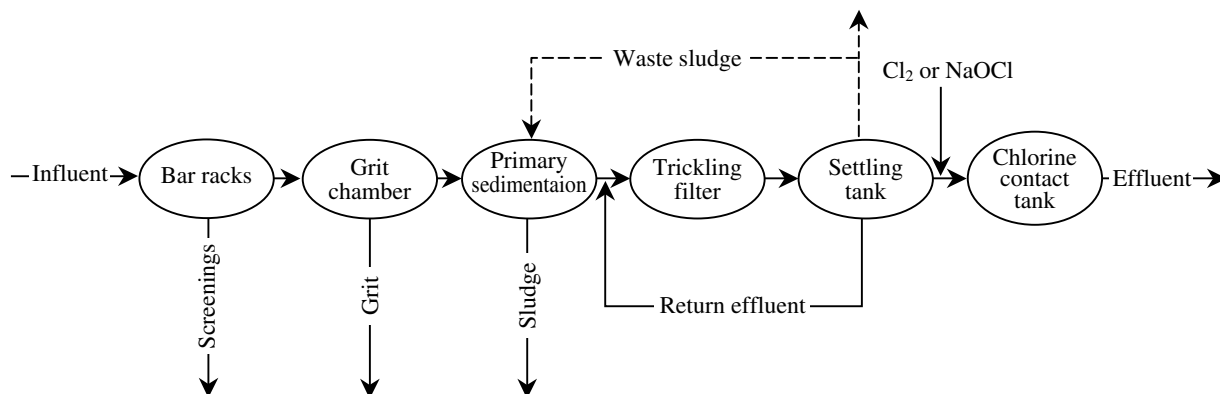 Waste sludge
Cl₂ or NaOCl
Influent
Bar racks
Grit
chamber
Primary
sedimentaion
Trickling
filter
Settling
tank
Chlorine
contact
tank
Effluent
Screenings
Grit
Sludge
Return effluent